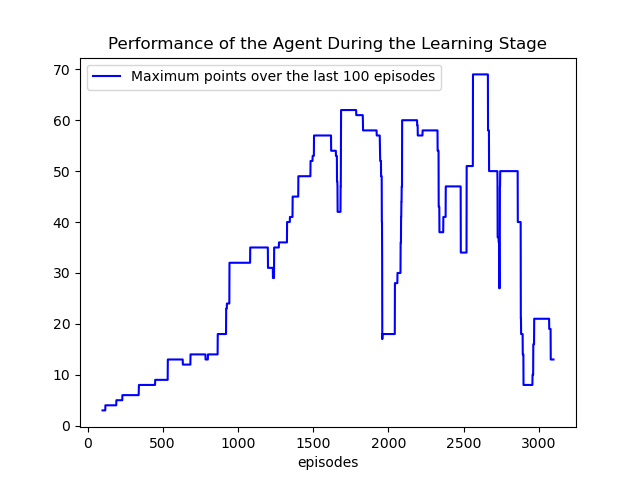 Performance of the Agent During the Learning Stage
Maximum points over the last 100 episodes
70
60
50
40
30
20
10
0
0 500 1000 1500 2000 2500 3000
episodes